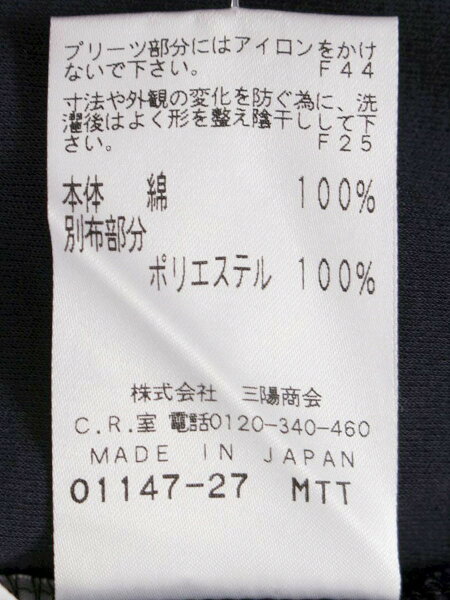 プリーツ部分にはアイロンをかけ
ないで下さい。 F44
寸法や外観の変化を防ぐ為に、洗
濯後はよく形を整え陰干しして下
さい。 F25
本体 綿 100%
別布部分
ポリエステル 100%
株式会社 三陽商会
C.R.室 電話0120-340-460
MADE IN JAPAN
01147-27 MTT